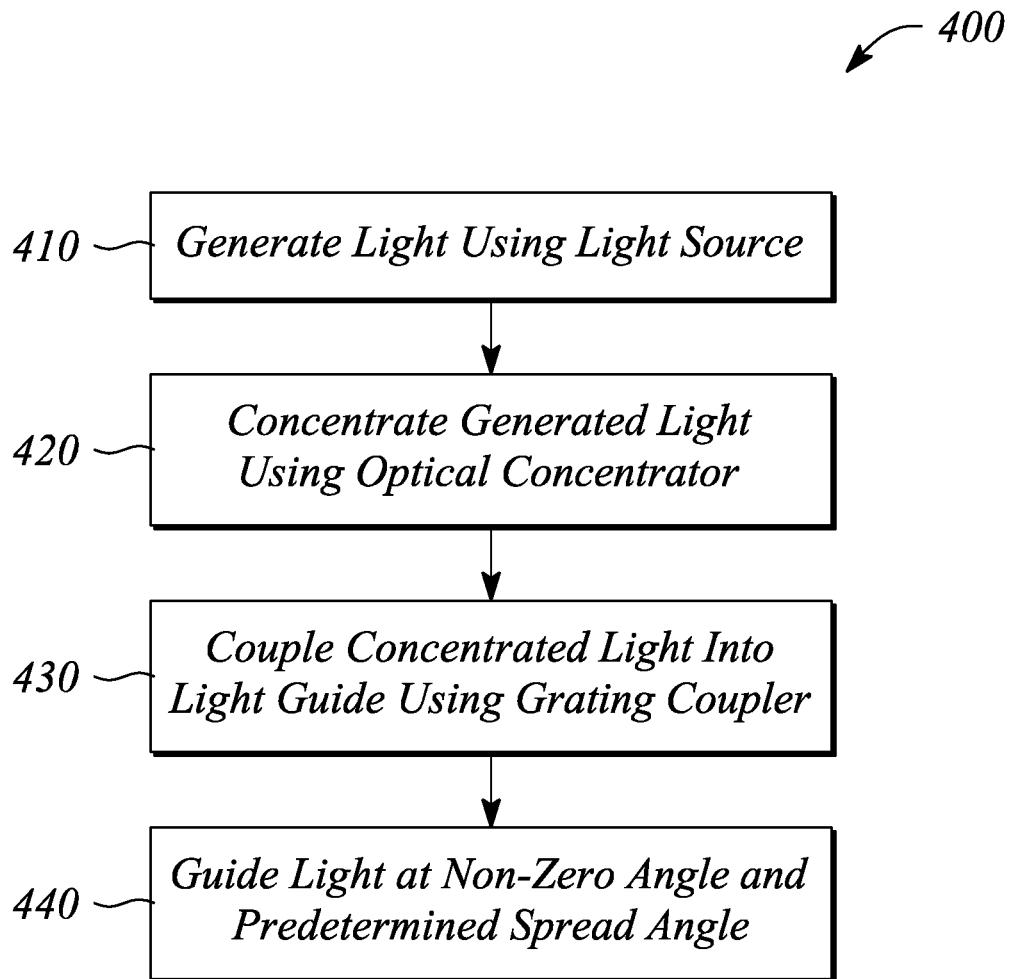 400
410
Generate Light Using Light Source
420
Concentrate Generated Light
Using Optical Concentrator
430
Couple Concentrated Light Into
Light Guide Using Grating Coupler
440
Guide Light at Non-Zero Angle and
Predetermined Spread Angle